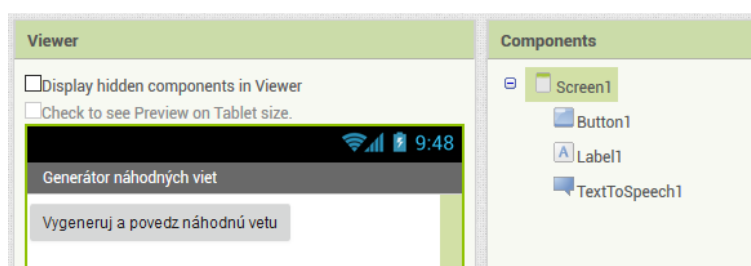 Viewer
Display hidden components in Viewer
Check to see Preview on Tablet size.
9:48
Generátor náhodných viet
Vygeneruj a povedz náhodnú vetu
Components
Screen1
Button1
A Label1
TextToSpeech1